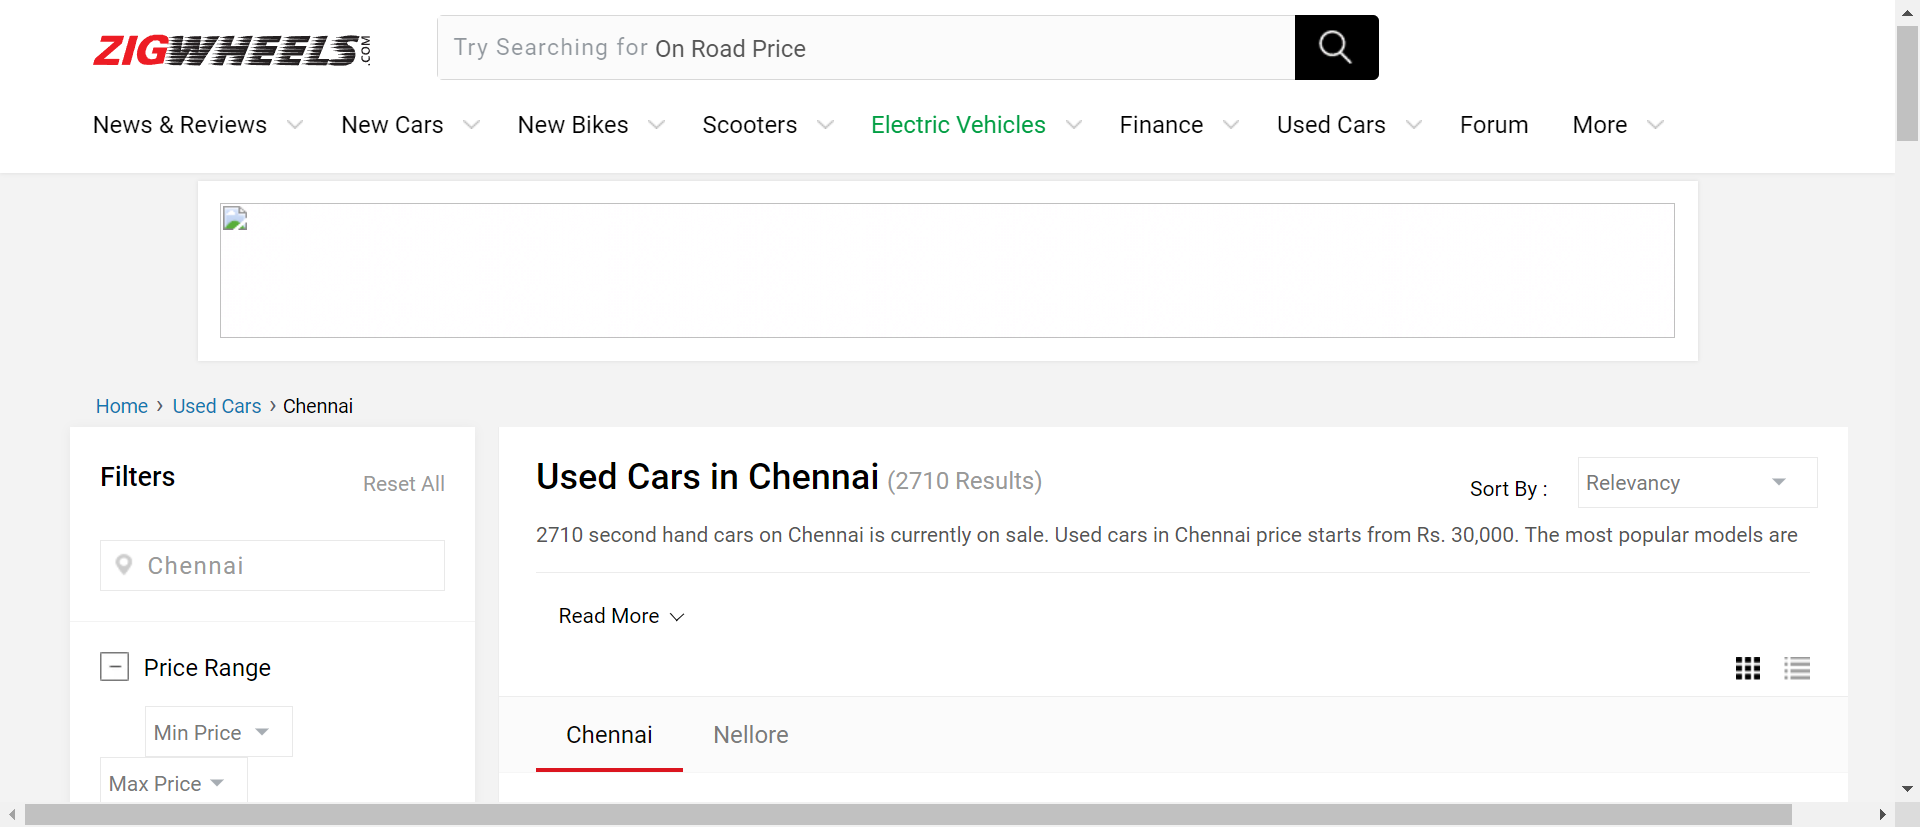 ZIGWHEELS.COM
Try Searching for On Road Price
News & Reviews New Cars New Bikes Scooters Electric Vehicles Finance Used Cars Forum More
Home › Used Cars › Chennai
Filters
Reset All
Chennai
Price Range
Min Price
Max Price
Used Cars in Chennai (2710 Results)
Sort By : Relevancy
2710 second hand cars on Chennai is currently on sale. Used cars in Chennai price starts from Rs. 30,000. The most popular models are
Read More
Chennai Nellore